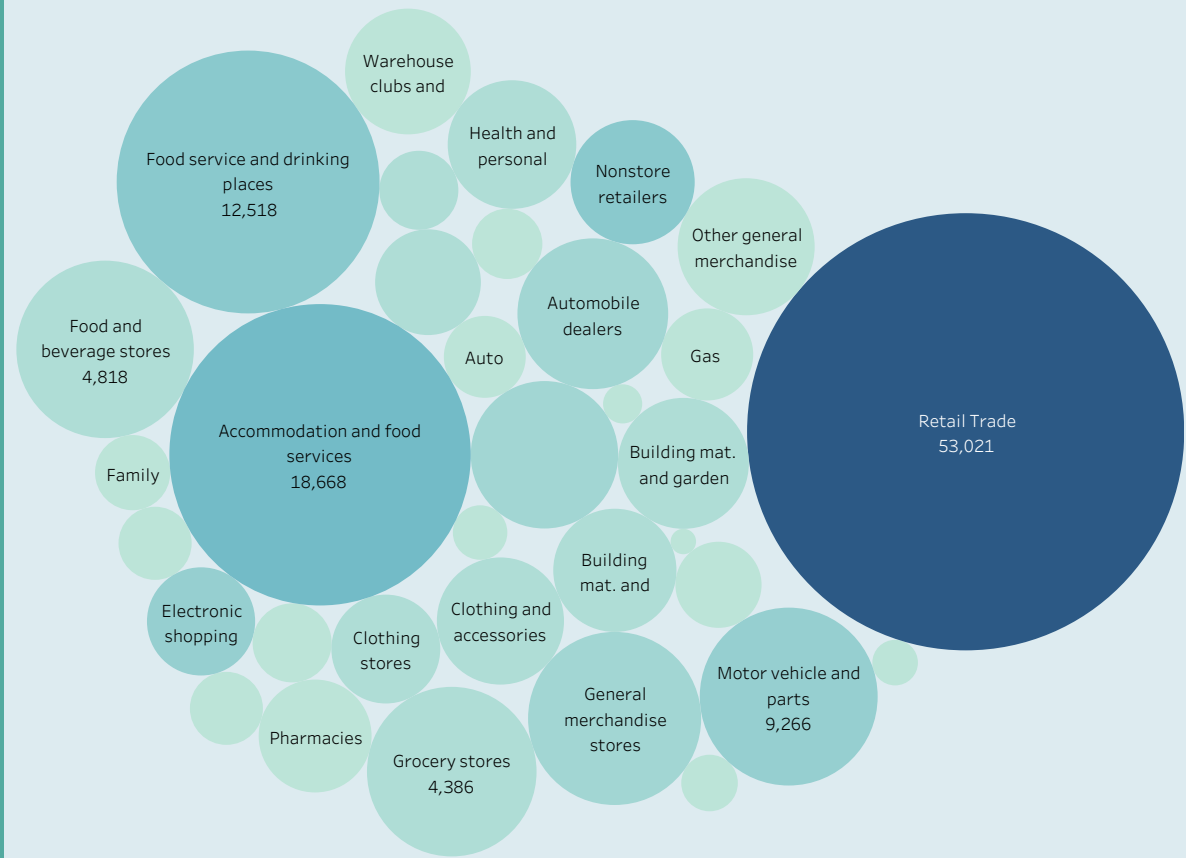 Warehouse
clubs and
Health and
personal
Food service and drinking
places
12,518
Nonstore
retailers
Other general
merchandise
Automobile
dealers
Food and
beverage stores
4,818
Auto
Gas
Retail Trade
53,021
Accommodation and food
services
18,668
Building mat.
and garden
Family
Building
mat. and
Electronic
shopping
Clothing and
accessories
Clothing
stores
Motor vehicle and
parts
9,266
General
merchandise
stores
Pharmacies
Grocery stores
4,386